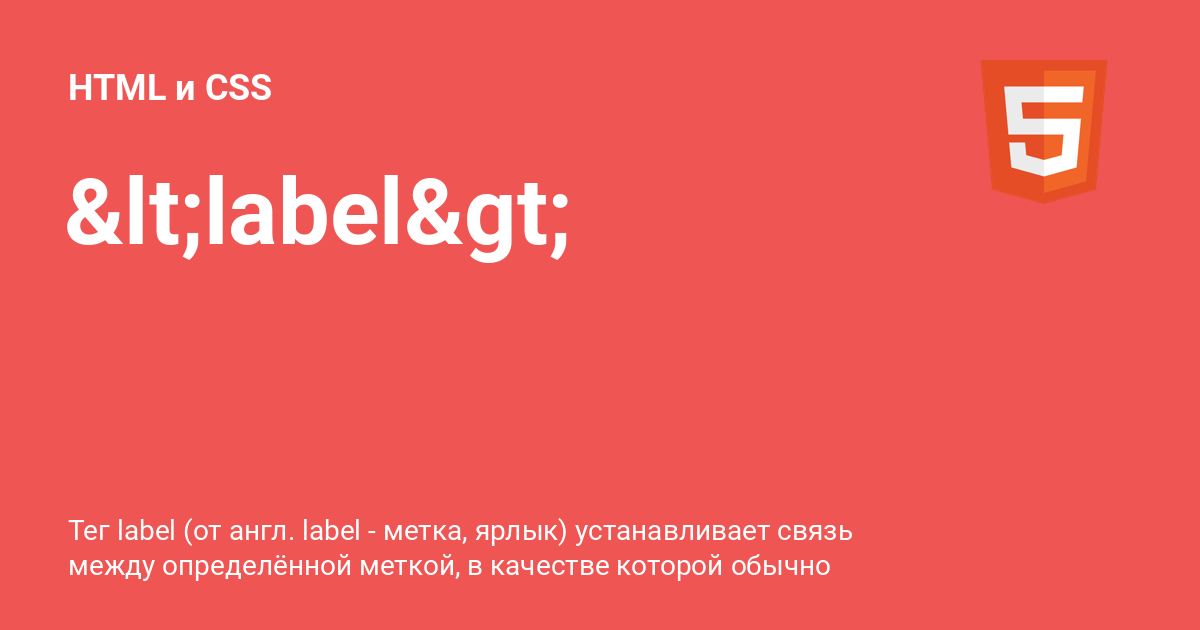 HTML и CSS
&lt;label&gt;
Тег label (от англ. label - метка, ярлык) устанавливает связь
между определённой меткой, в качестве которой обычно